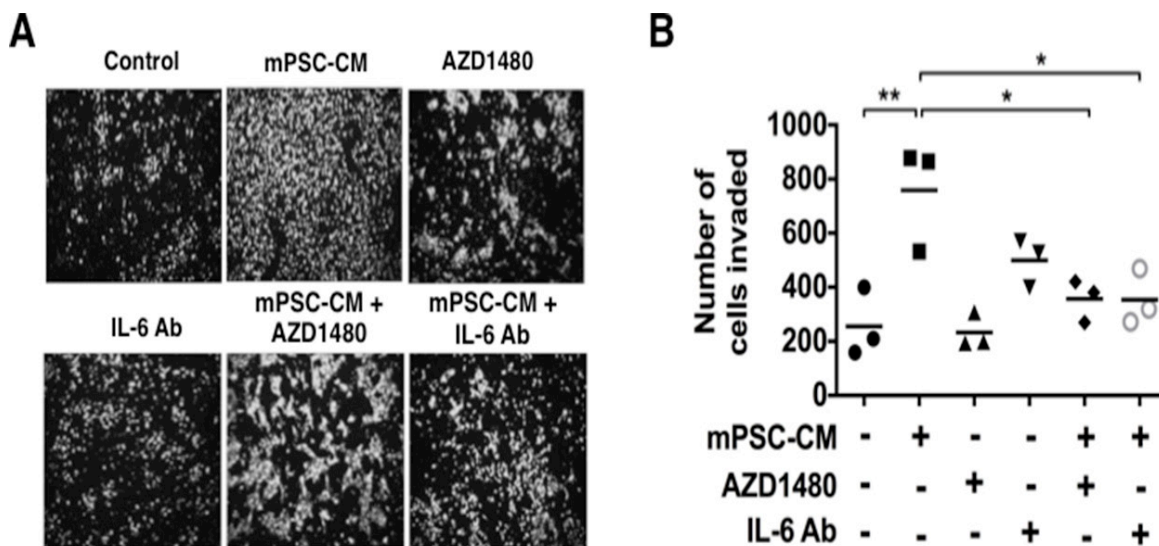 A
Control
mPSC-CM
AZD1480
IL-6 Ab
mPSC-CM +
AZD1480
mPSC-CM +
IL-6 Ab
B
*
** *
Number of
cells invaded
1000
800
600
400
200
0
mPSC-CM - + - - + +
AZD1480 - - + - + -
IL-6 Ab - - - + - +